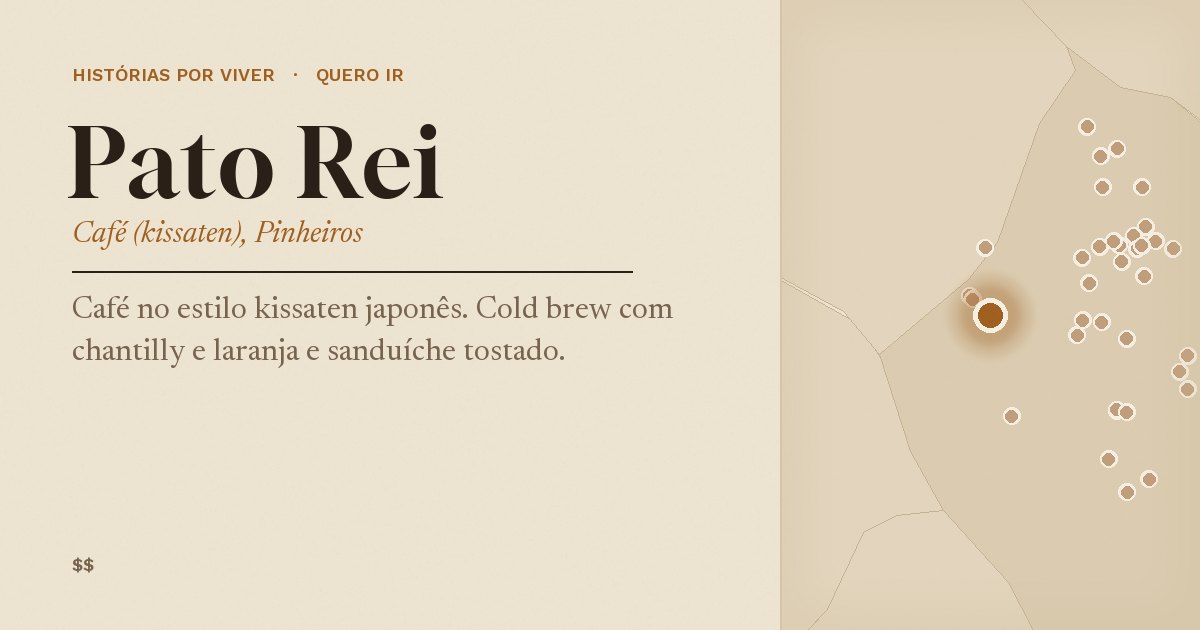 HISTÓRIAS POR VIVER · QUERO IR
Pato Rei
Café (kissaten), Pinheiros
Café no estilo kissaten japonês. Cold brew com
chantilly e laranja e sanduíche tostado.
$$